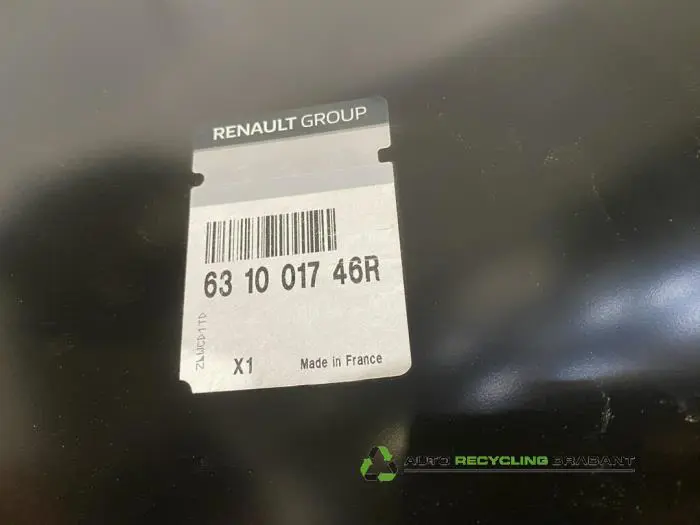 RENAULT GROUP
63 10 017 46R
X1 Made in France
AUTO RECYCLING BRABANT